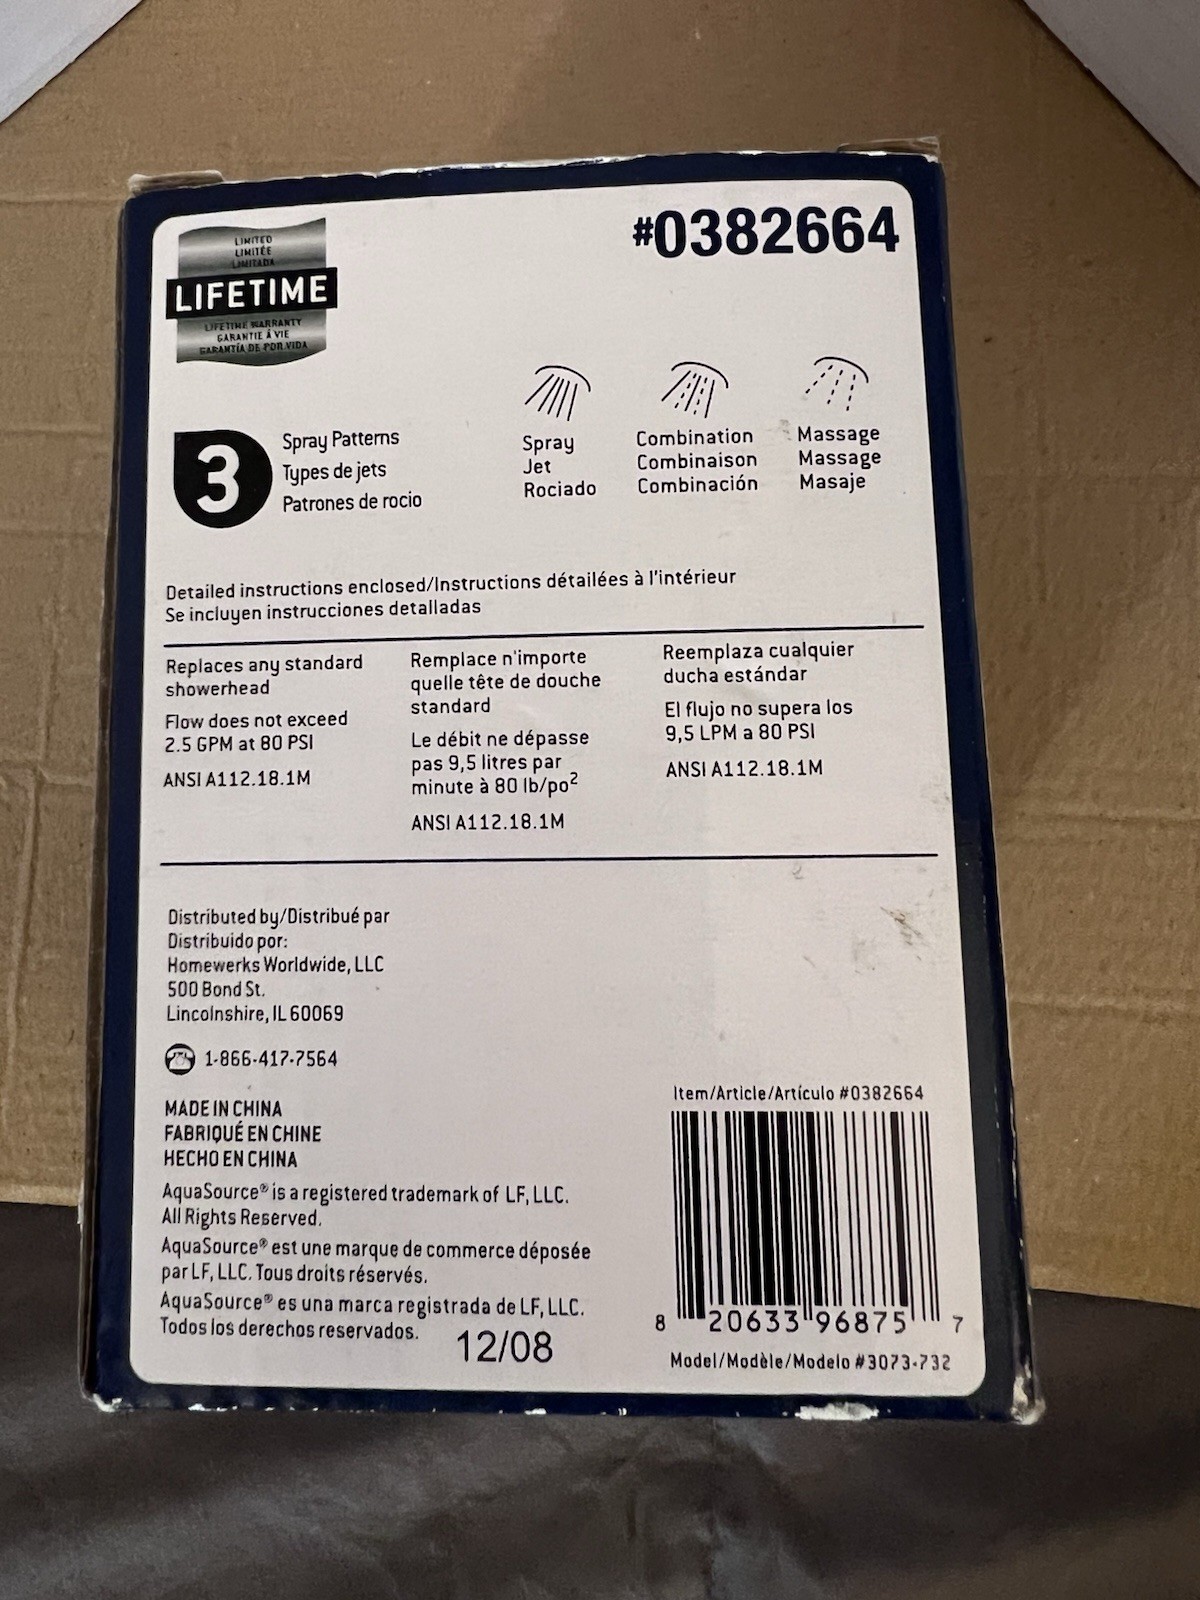 #0382664
LIMITED
LIMITÉE
LIMITADA
LIFETIME
LIFETIME WARRANTY
GARANTIE À VIE
GARANTÍA DE POR VIDA
3
Spray Patterns
Types de jets
Patrones de rocio
Spray
Jet
Rociado
Combination
Combinaison
Combinación
Massage
Massage
Masaje
Detailed instructions enclosed/Instructions détaillées à l'intérieur
Se incluyen instrucciones detalladas
Replaces any standard
showerhead
Flow does not exceed
2.5 GPM at 80 PSI
ANSI A112.18.1M
Remplace n'importe
quelle tête de douche
standard
Le débit ne dépasse
pas 9,5 litres par
minute à 80 lb/po²
ANSI A112.18.1M
Reemplaza cualquier
ducha estándar
El flujo no supera los
9,5 LPM a 80 PSI
ANSI A112.18.1M
Distributed by/Distribué par
Distribuido por:
Homewerks Worldwide, LLC
500 Bond St.
Lincolnshire, IL 60069
1-866-417-7564
MADE IN CHINA
FABRIQUÉ EN CHINE
HECHO EN CHINA
AquaSource® is a registered trademark of LF, LLC.
All Rights Reserved.
AquaSource® est une marque de commerce déposée
par LF, LLC. Tous droits réservés.
AquaSource® es una marca registrada de LF, LLC.
Todos los derechos reservados.
12/08
Item/Article/Artículo #0382664
8 20633 96875 7
Model/Modèle/Modelo #3073-732